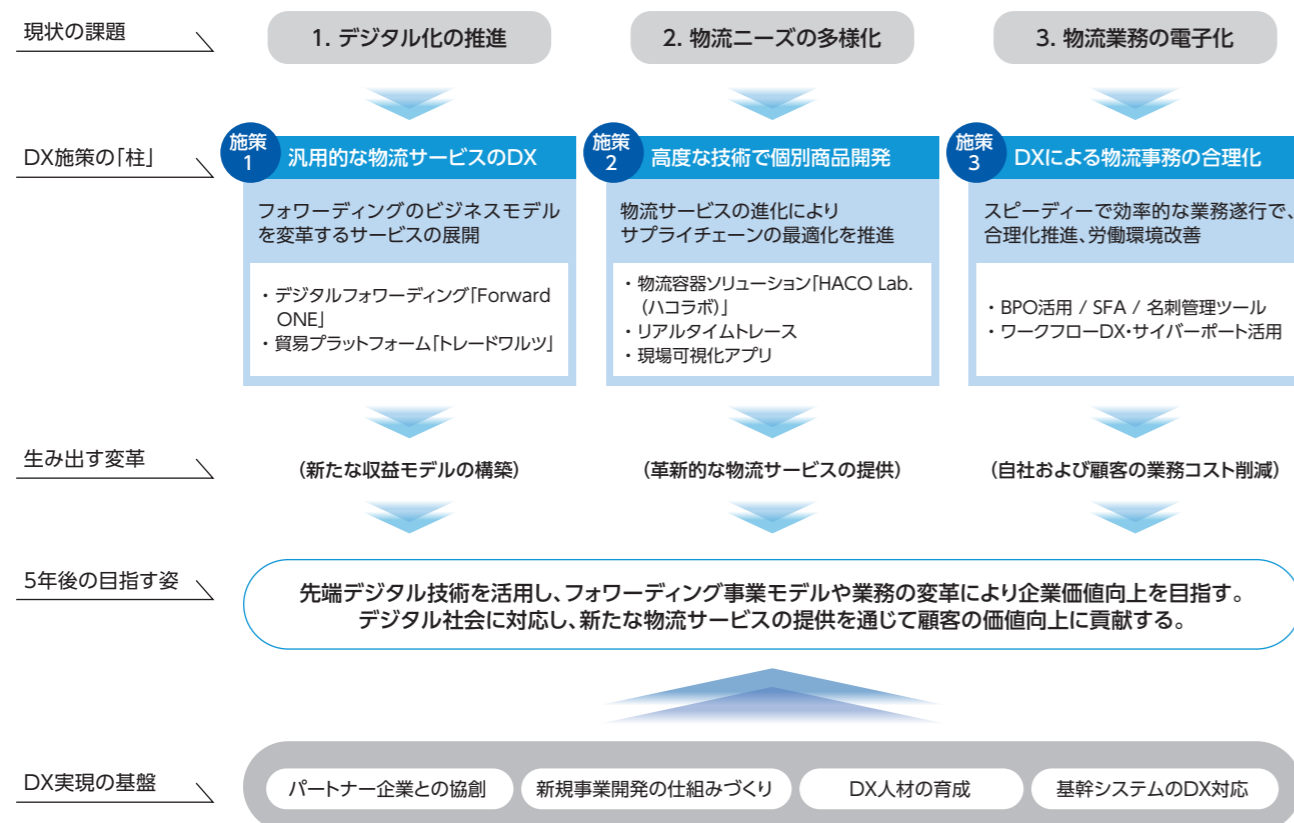 現状の課題
1. デジタル化の推進
2. 物流ニーズの多様化
3. 物流業務の電子化
DX施策の「柱」
施策
1
汎用的な物流サービスのDX
フォワーディングのビジネスモデル
を変革するサービスの展開
・デジタルフォワーディング「Forward
ONE」
・貿易プラットフォーム「トレードワルツ」
施策
2
高度な技術で個別商品開発
物流サービスの進化により
サプライチェーンの最適化を推進
・物流容器ソリューション「HACO Lab.
（ハコラボ）」
・リアルタイムトレース
・現場可視化アプリ
施策
3
DXによる物流事務の合理化
スピーディーで効率的な業務遂行で、
合理化推進、労働環境改善
・BPO活用 / SFA / 名刺管理ツール
・ワークフローDX・サイバーポート活用
生み出す変革
（新たな収益モデルの構築）
（革新的な物流サービスの提供）
（自社および顧客の業務コスト削減）
5年後の目指す姿
先端デジタル技術を活用し、フォワーディング事業モデルや業務の変革により企業価値向上を目指す。
デジタル社会に対応し、新たな物流サービスの提供を通じて顧客の価値向上に貢献する。
DX実現の基盤
パートナー企業との協創
新規事業開発の仕組みづくり
DX人材の育成
基幹システムのDX対応